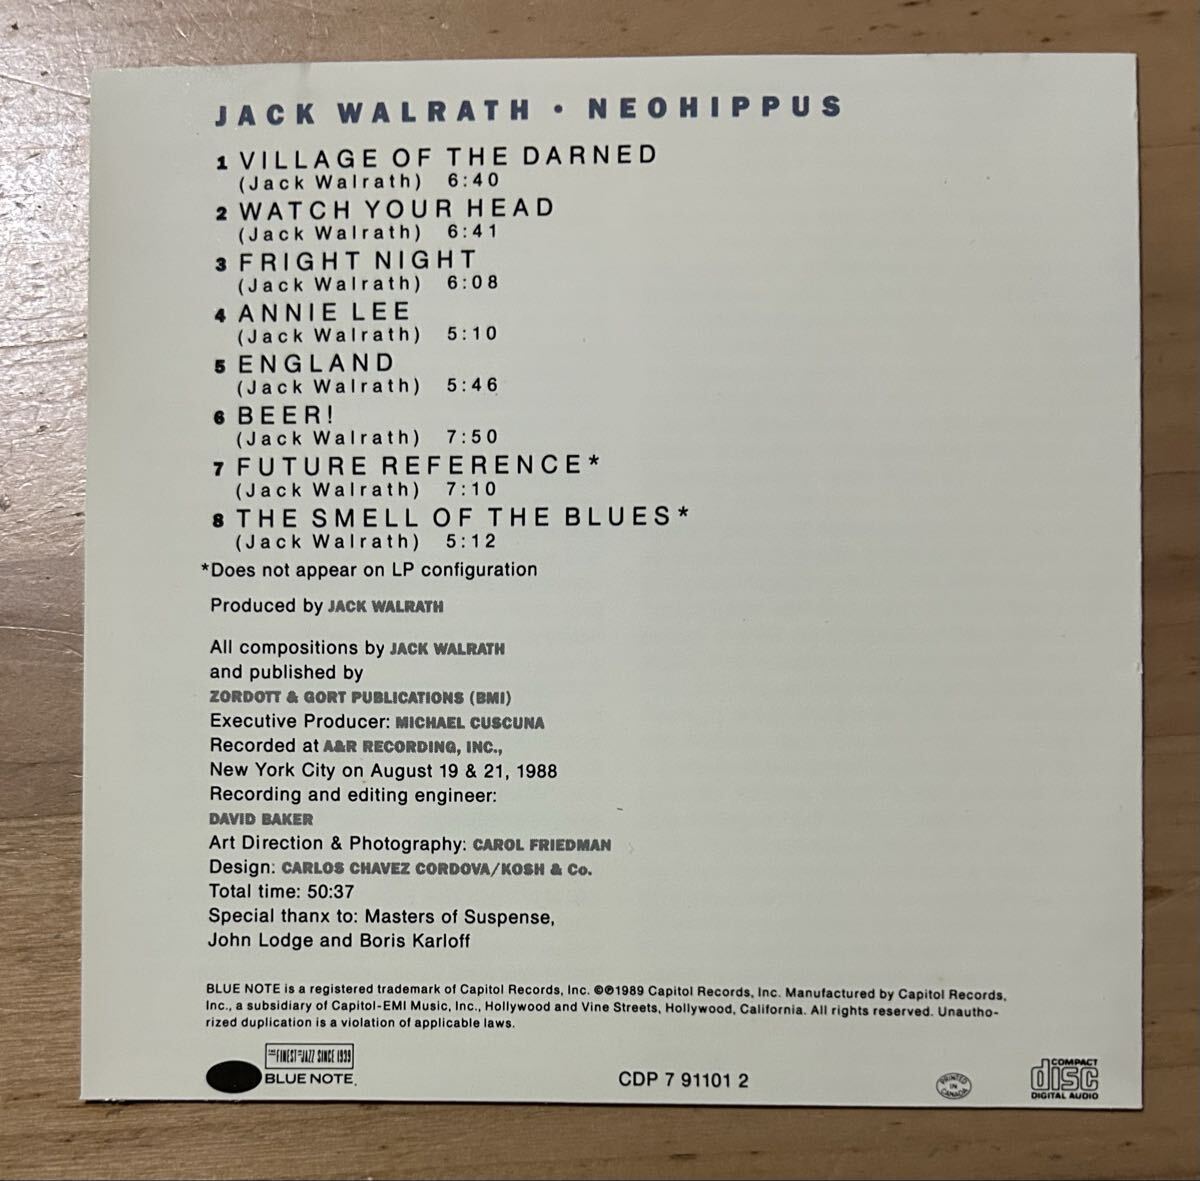 JACK WALRATH • NEOHIPPUS
1 VILLAGE OF THE DARNED
(Jack Walrath) 6:40
2 WATCH YOUR HEAD
(Jack Walrath) 6:41
3 FRIGHT NIGHT
(Jack Walrath) 6:08
4 ANNIE LEE
(Jack Walrath) 5:10
5 ENGLAND
(Jack Walrath) 5:46
6 BEER!
(Jack Walrath) 7:50
7 FUTURE REFERENCE*
(Jack Walrath) 7:10
8 THE SMELL OF THE BLUES*
(Jack Walrath) 5:12
*Does not appear on LP configuration
Produced by JACK WALRATH
All compositions by JACK WALRATH
and published by
ZORDOTT & GORT PUBLICATIONS (BMI)
Executive Producer: MICHAEL CUSCUNA
Recorded at A&R RECORDING, INC.,
New York City on August 19 & 21, 1988
Recording and editing engineer:
DAVID BAKER
Art Direction & Photography: CAROL FRIEDMAN
Design: CARLOS CHAVEZ CORDOVA/KOSH & Co.
Total time: 50:37
Special thanx to: Masters of Suspense,
John Lodge and Boris Karloff
BLUE NOTE is a registered trademark of Capitol Records, Inc. ©℗1989 Capitol Records, Inc. Manufactured by Capitol Records,
Inc., a subsidiary of Capitol-EMI Music, Inc., Hollywood and Vine Streets, Hollywood, California. All rights reserved. Unautho-
rized duplication is a violation of applicable laws.
THE FINEST IN JAZZ SINCE 1939
BLUE NOTE.
CDP 7 91101 2
PRINTED
IN
CANADA
COMPACT
disc
DIGITAL AUDIO